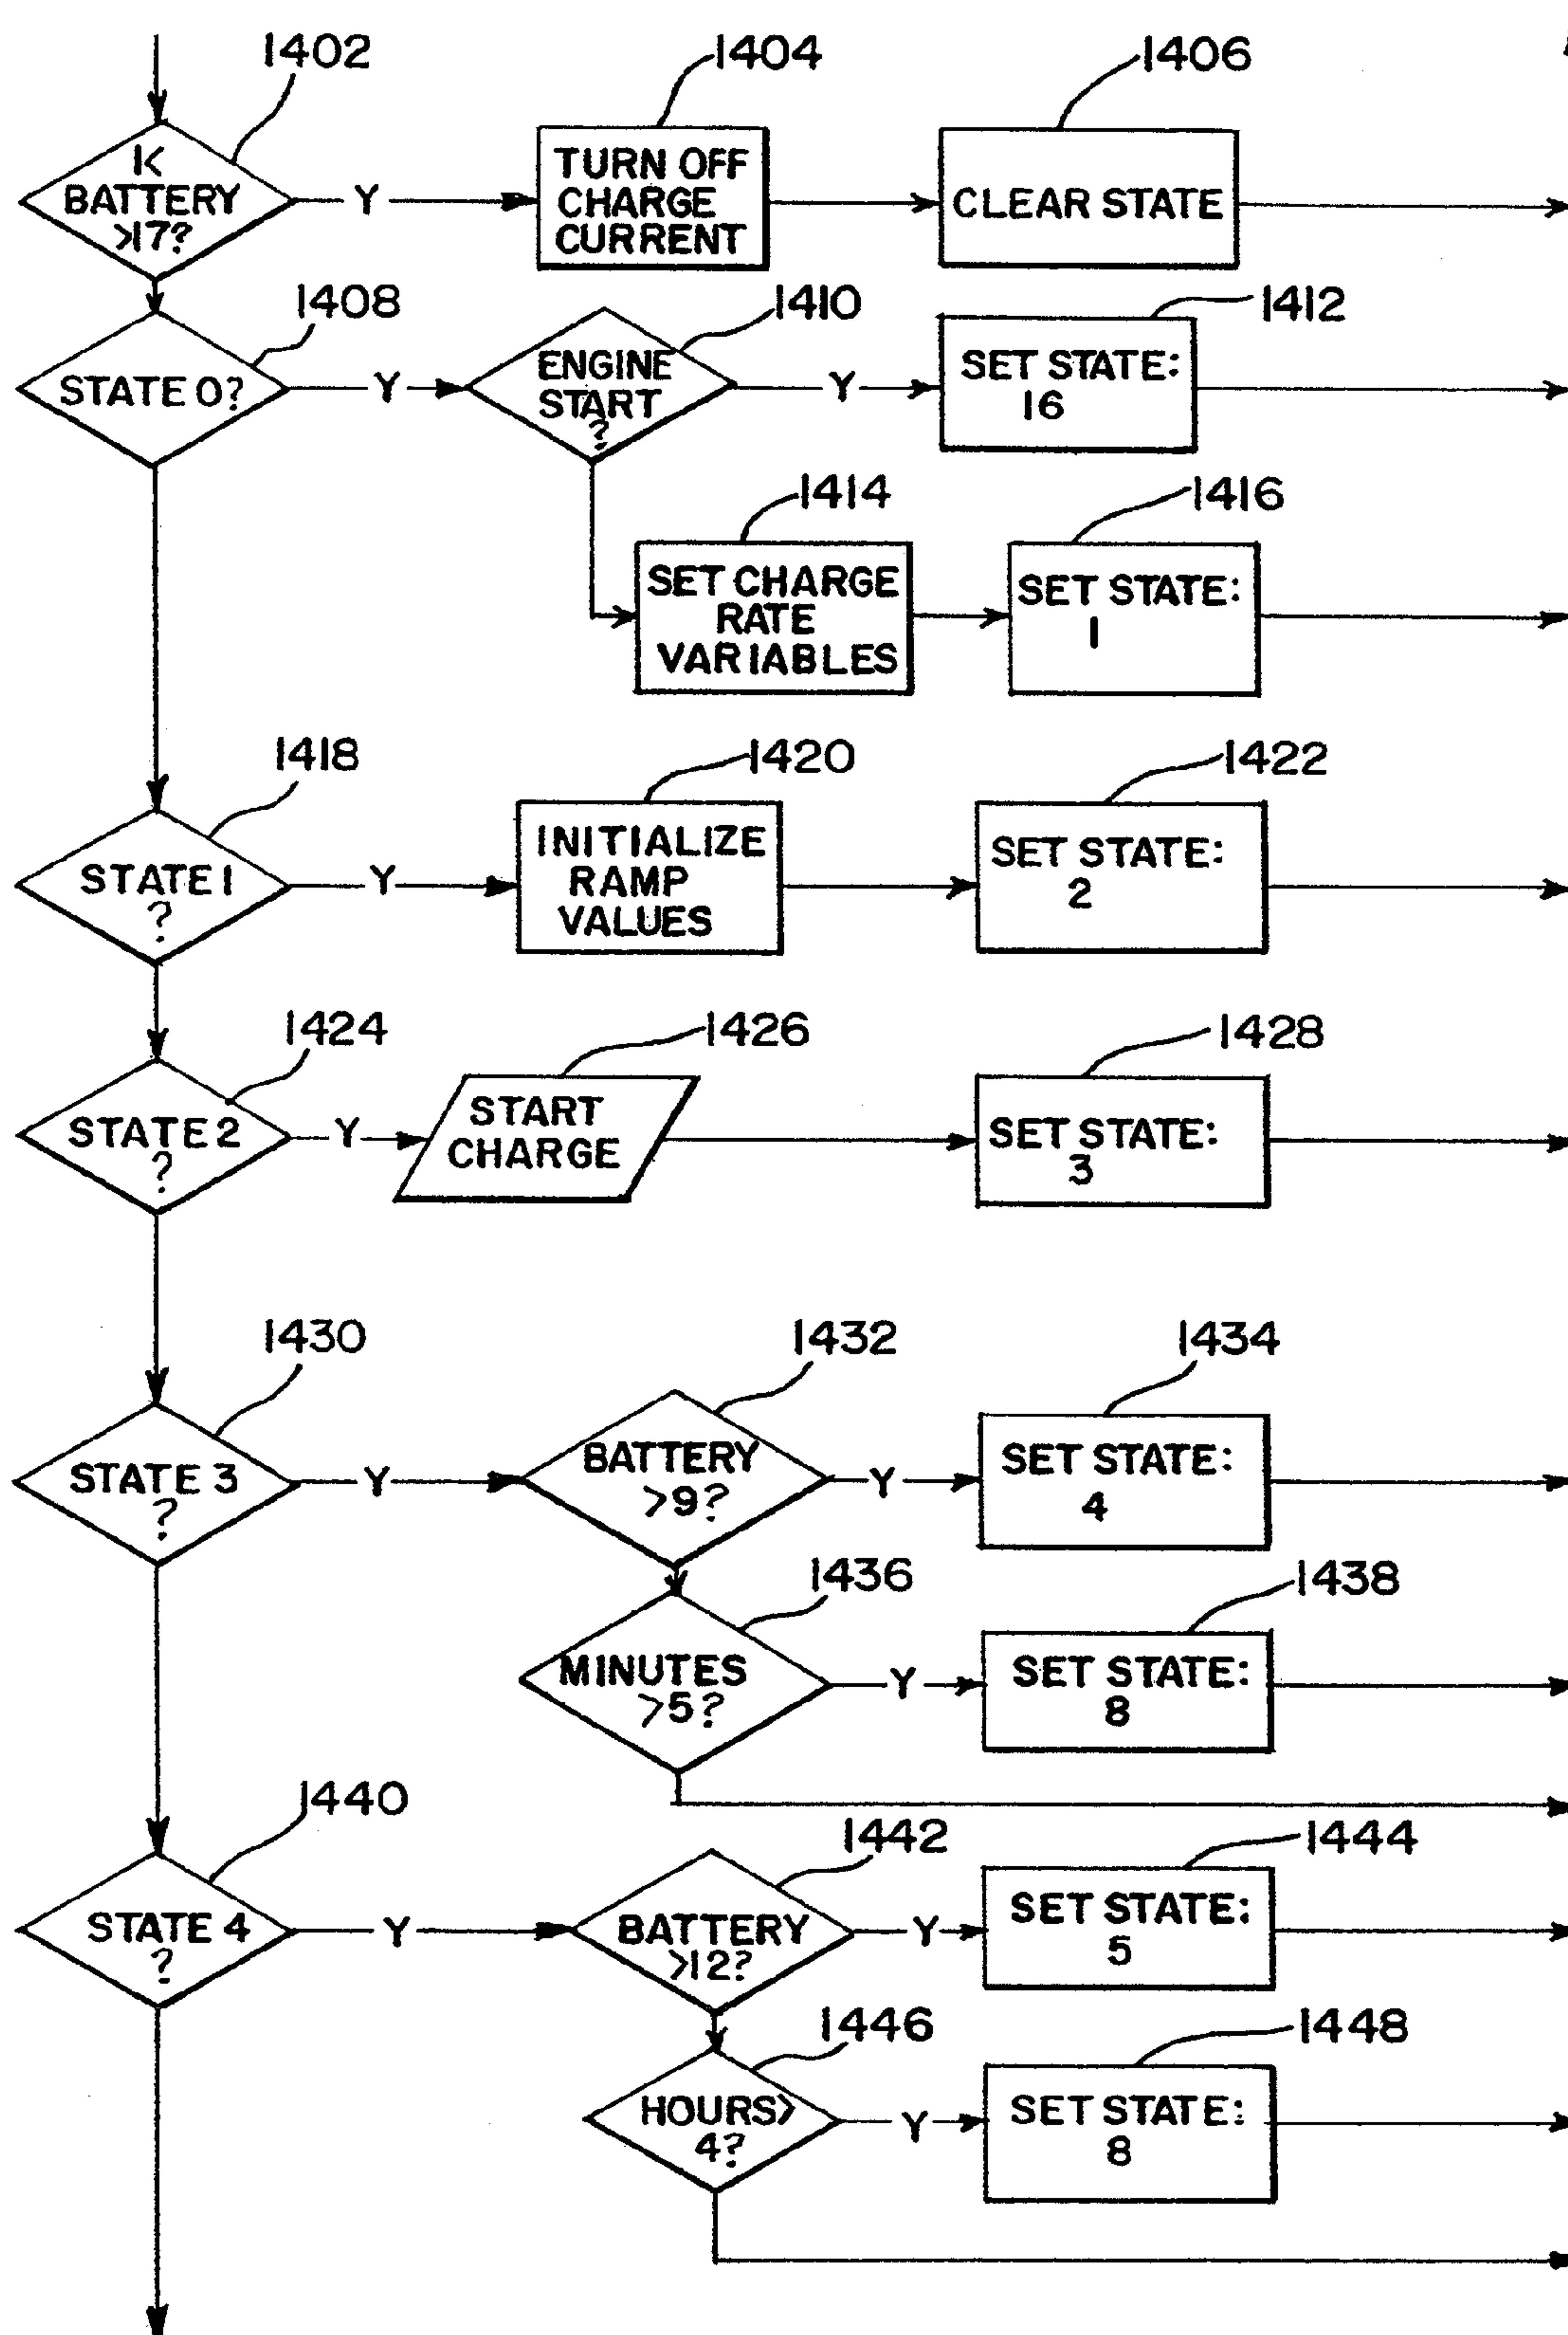 1402
1404
1406
1<
BATTERY
>17?
Y
TURN OFF
CHARGE
CURRENT
CLEAR STATE
1408
1410
1412
STATE 0?
Y
ENGINE
START
?
Y
SET STATE:
16
1414
1416
SET CHARGE
RATE
VARIABLES
SET STATE:
1
1418
1420
1422
STATE 1
?
Y
INITIALIZE
RAMP
VALUES
SET STATE:
2
1424
1426
1428
STATE 2
?
Y
START
CHARGE
SET STATE:
3
1430
1432
1434
STATE 3
?
Y
BATTERY
>9?
Y
SET STATE:
4
1436
1438
MINUTES
>5?
Y
SET STATE:
8
1440
1442
1444
STATE 4
?
Y
BATTERY
>12?
Y
SET STATE:
5
1446
1448
HOURS>
4?
Y
SET STATE:
8